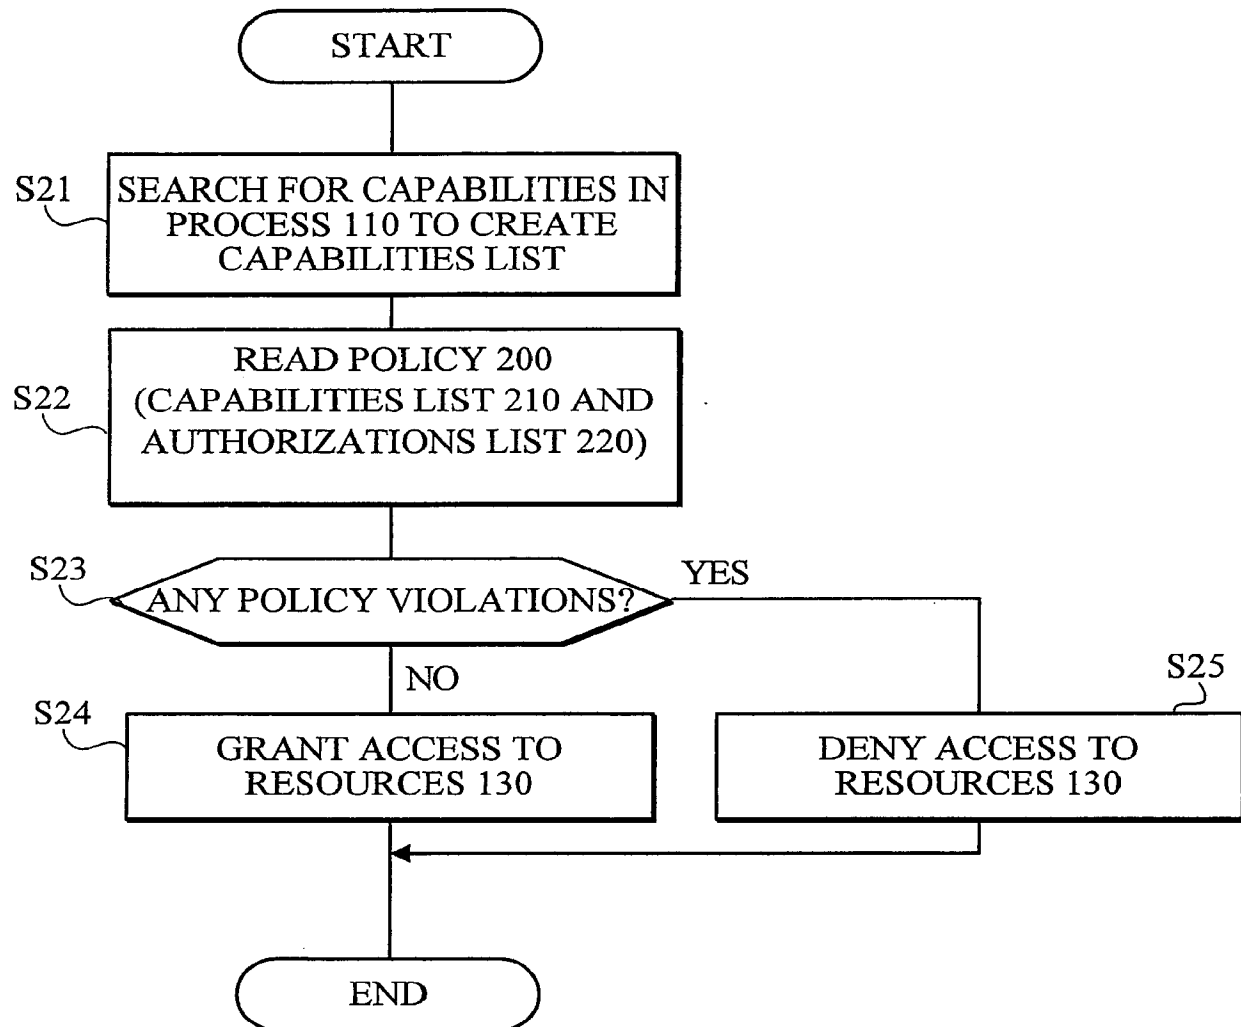 START
S21
SEARCH FOR CAPABILITIES IN
PROCESS 110 TO CREATE
CAPABILITIES LIST
S22
READ POLICY 200
(CAPABILITIES LIST 210 AND
AUTHORIZATIONS LIST 220)
S23
ANY POLICY VIOLATIONS?
YES
NO
S24
GRANT ACCESS TO
RESOURCES 130
S25
DENY ACCESS TO
RESOURCES 130
END